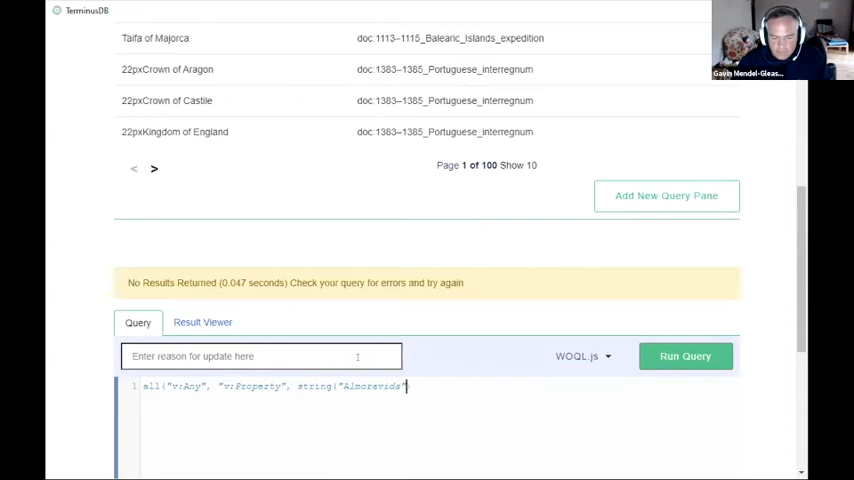 TerminusDB
Taifa of Majorca doc:1113–1115_Balearic_Islands_expedition
22pxCrown of Aragon doc:1383–1385_Portuguese_interregnum
22pxCrown of Castile doc:1383–1385_Portuguese_interregnum
22pxKingdom of England doc:1383–1385_Portuguese_interregnum
< > Page 1 of 100 Show 10
Add New Query Pane
No Results Returned (0.047 seconds) Check your query for errors and try again
Query Result Viewer
Enter reason for update here WOQL.js Run Query
1 all("v:Any", "v:Property", string("Almoravids")
Gavin Mendel-Gleas...